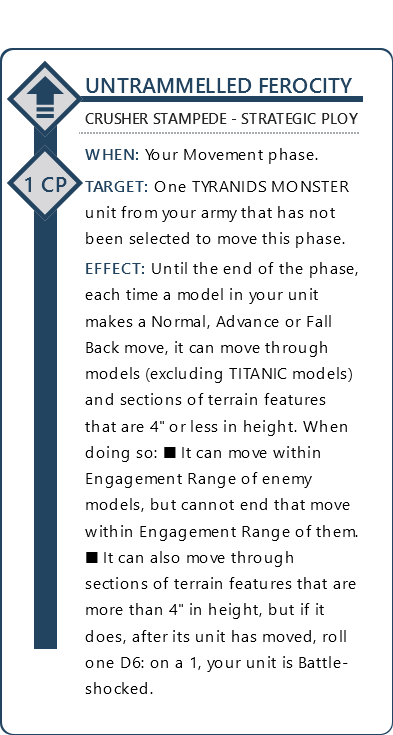 UNTRAMMELLED FEROCITY
CRUSHER STAMPEDE - STRATEGIC PLOY
1 CP
WHEN: Your Movement phase.
TARGET: One TYRANIDS MONSTER
unit from your army that has not
been selected to move this phase.
EFFECT: Until the end of the phase,
each time a model in your unit
makes a Normal, Advance or Fall
Back move, it can move through
models (excluding TITANIC models)
and sections of terrain features
that are 4" or less in height. When
doing so: ■ It can move within
Engagement Range of enemy
models, but cannot end that move
within Engagement Range of them.
■ It can also move through
sections of terrain features that are
more than 4" in height, but if it
does, after its unit has moved, roll
one D6: on a 1, your unit is Battle-
shocked.